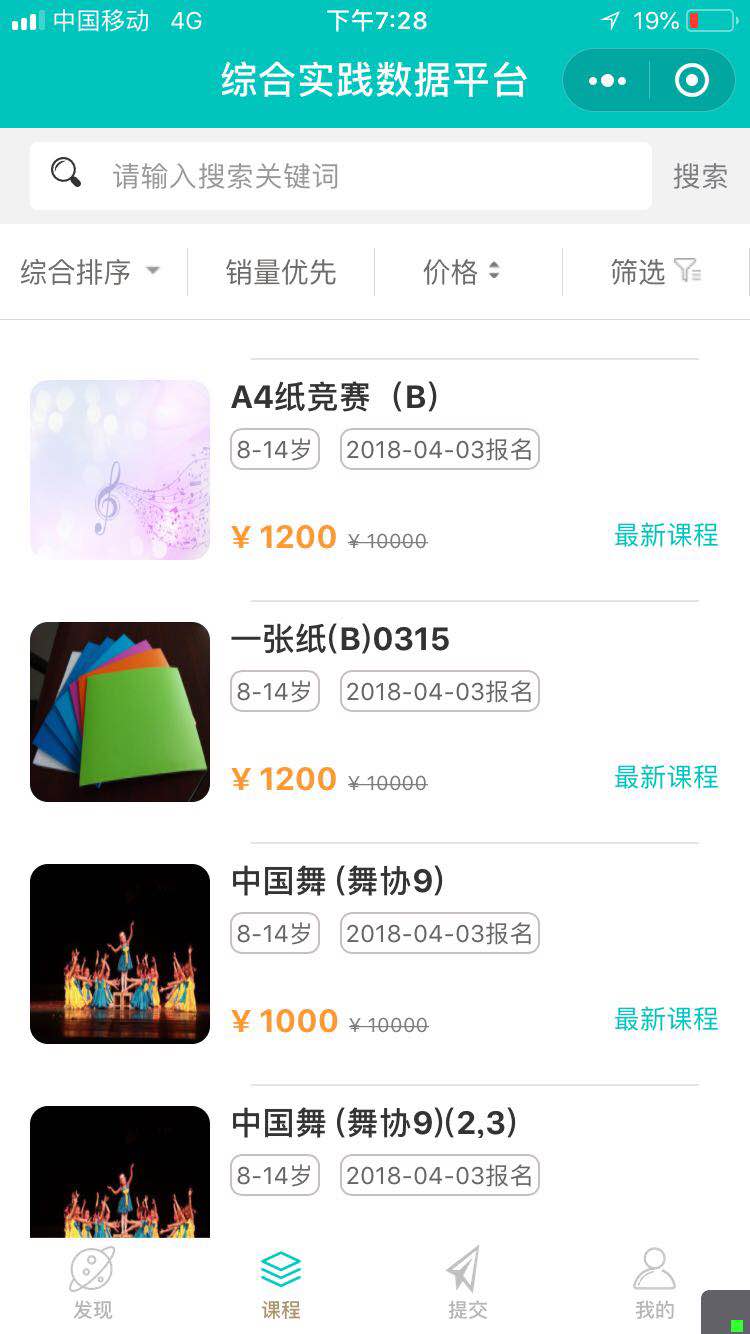 中国移动 4G 下午7:28 19%
综合实践数据平台
请输入搜索关键词 搜索
综合排序 销量优先 价格 筛选
A4纸竞赛（B）
8-14岁 2018-04-03报名
¥ 1200 ¥ 10000 最新课程
一张纸(B)0315
8-14岁 2018-04-03报名
¥ 1200 ¥ 10000 最新课程
中国舞 (舞协9)
8-14岁 2018-04-03报名
¥ 1000 ¥ 10000 最新课程
中国舞 (舞协9)(2,3)
8-14岁 2018-04-03报名
发现 课程 提交 我的